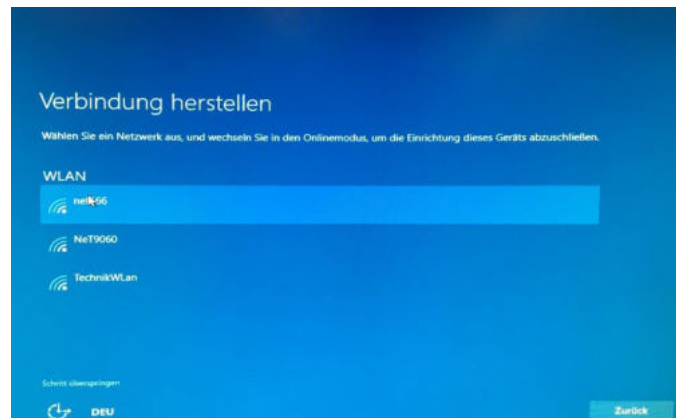 Verbindung herstellen
Wählen Sie ein Netzwerk aus, und wechseln Sie in den Onlinemodus, um die Einrichtung dieses Geräts abzuschließen.
WLAN
NeT9060
TechnikWLan
Schritt überspringen
DEU
Zurück